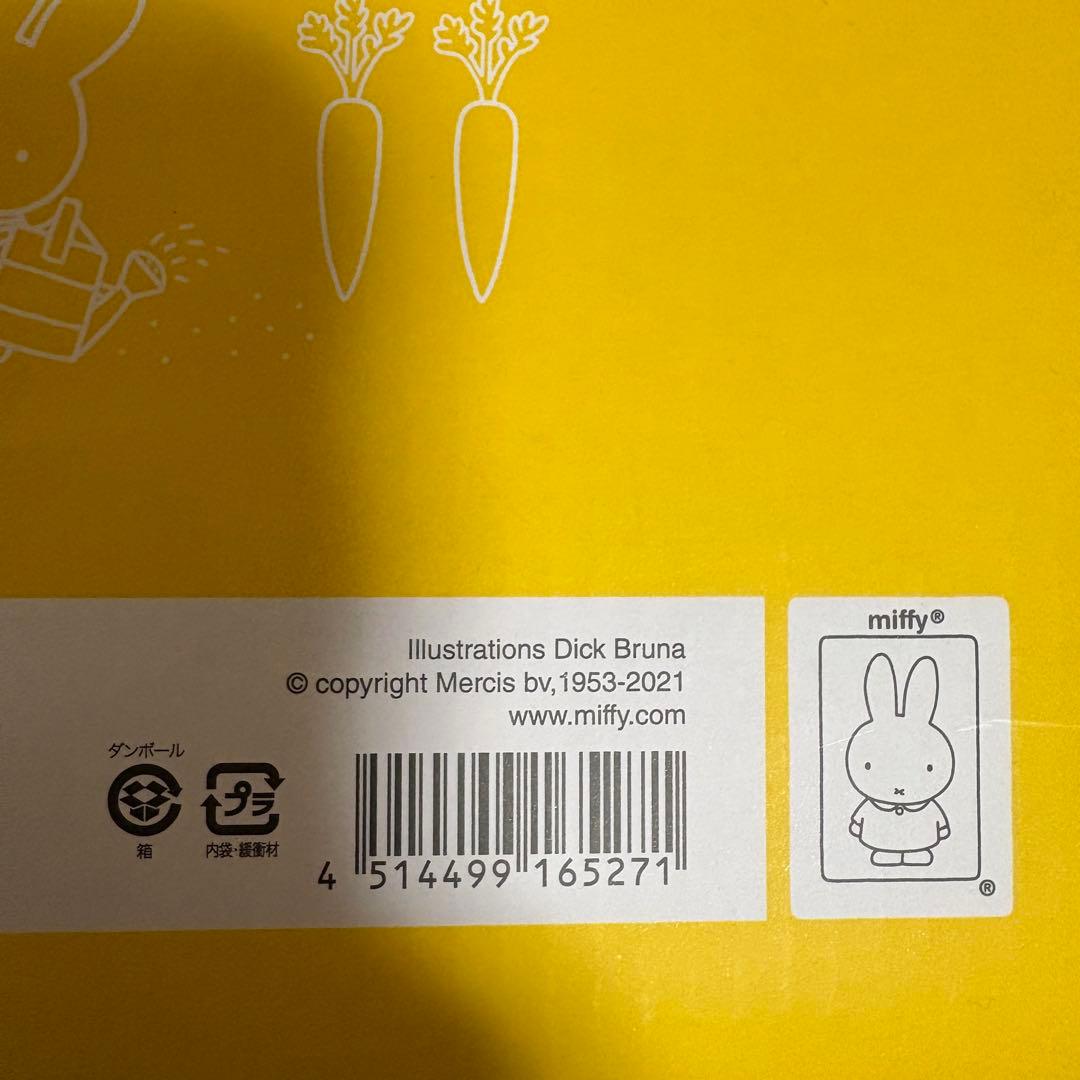 Illustrations Dick Bruna
© copyright Mercis bv,1953-2021
www.miffy.com
ダンボール
箱
プラ
内袋・緩衝材
4 514499 165271
miffy®
®